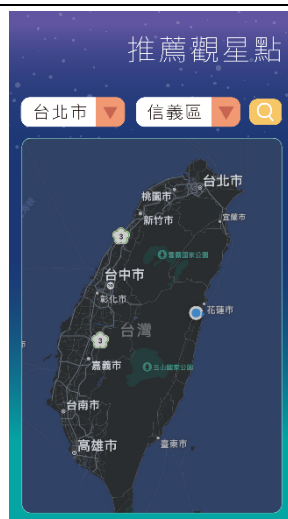 推薦觀星點
台北市
信義區
台北市
桃園市
新竹市
宜蘭市
3
雪霸國家公園
台中市
彰化市
花蓮市
台灣
3
嘉義市
玉山國家公園
台南市
高雄市
臺東市